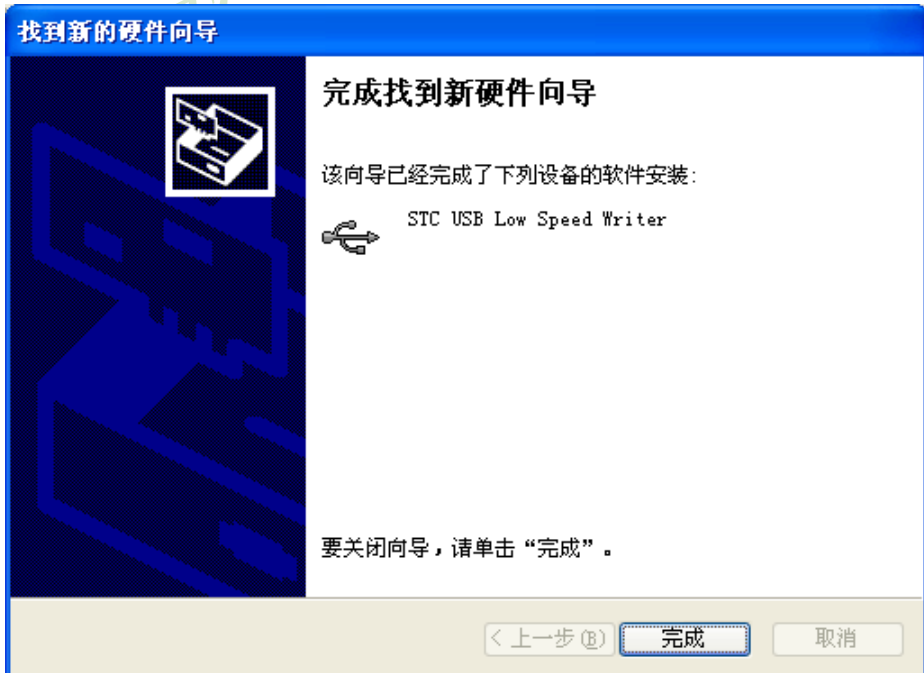 找到新的硬件向导
完成找到新硬件向导
该向导已经完成了下列设备的软件安装:
STC USB Low Speed Writer
要关闭向导，请单击“完成”。
< 上一步(B)
完成
取消